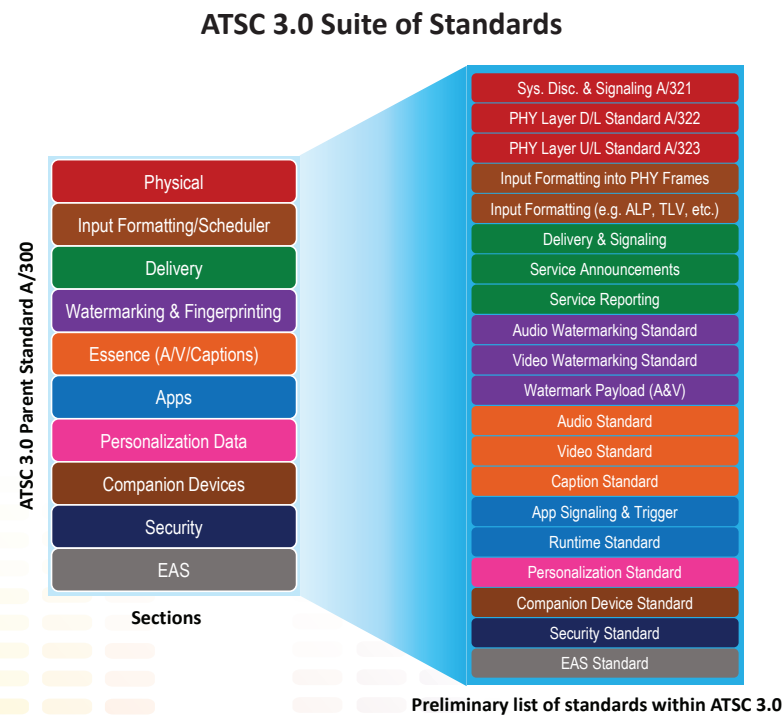 ATSC 3.0 Suite of Standards
ATSC 3.0 Parent Standard A/300
Physical
Input Formatting/Scheduler
Delivery
Watermarking & Fingerprinting
Essence (A/V/Captions)
Apps
Personalization Data
Companion Devices
Security
EAS
Sections
Sys. Disc. & Signaling A/321
PHY Layer D/L Standard A/322
PHY Layer U/L Standard A/323
Input Formatting into PHY Frames
Input Formatting (e.g. ALP, TLV, etc.)
Delivery & Signaling
Service Announcements
Service Reporting
Audio Watermarking Standard
Video Watermarking Standard
Watermark Payload (A&V)
Audio Standard
Video Standard
Caption Standard
App Signaling & Trigger
Runtime Standard
Personalization Standard
Companion Device Standard
Security Standard
EAS Standard
Preliminary list of standards within ATSC 3.0